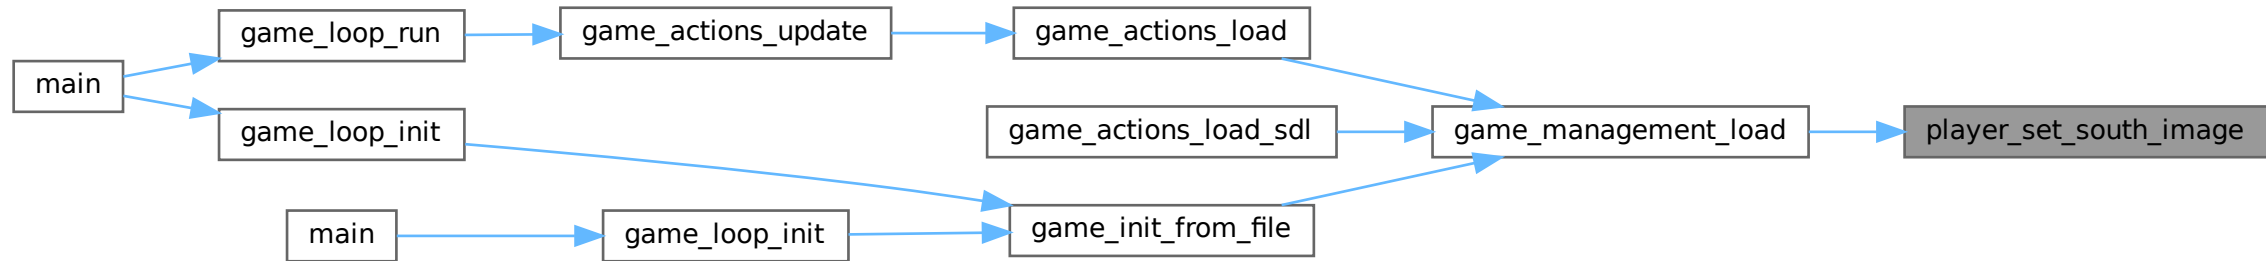 game_loop_run
game_actions_update
game_actions_load
main
game_loop_init
game_actions_load_sdl
game_management_load
player_set_south_image
main
game_loop_init
game_init_from_file